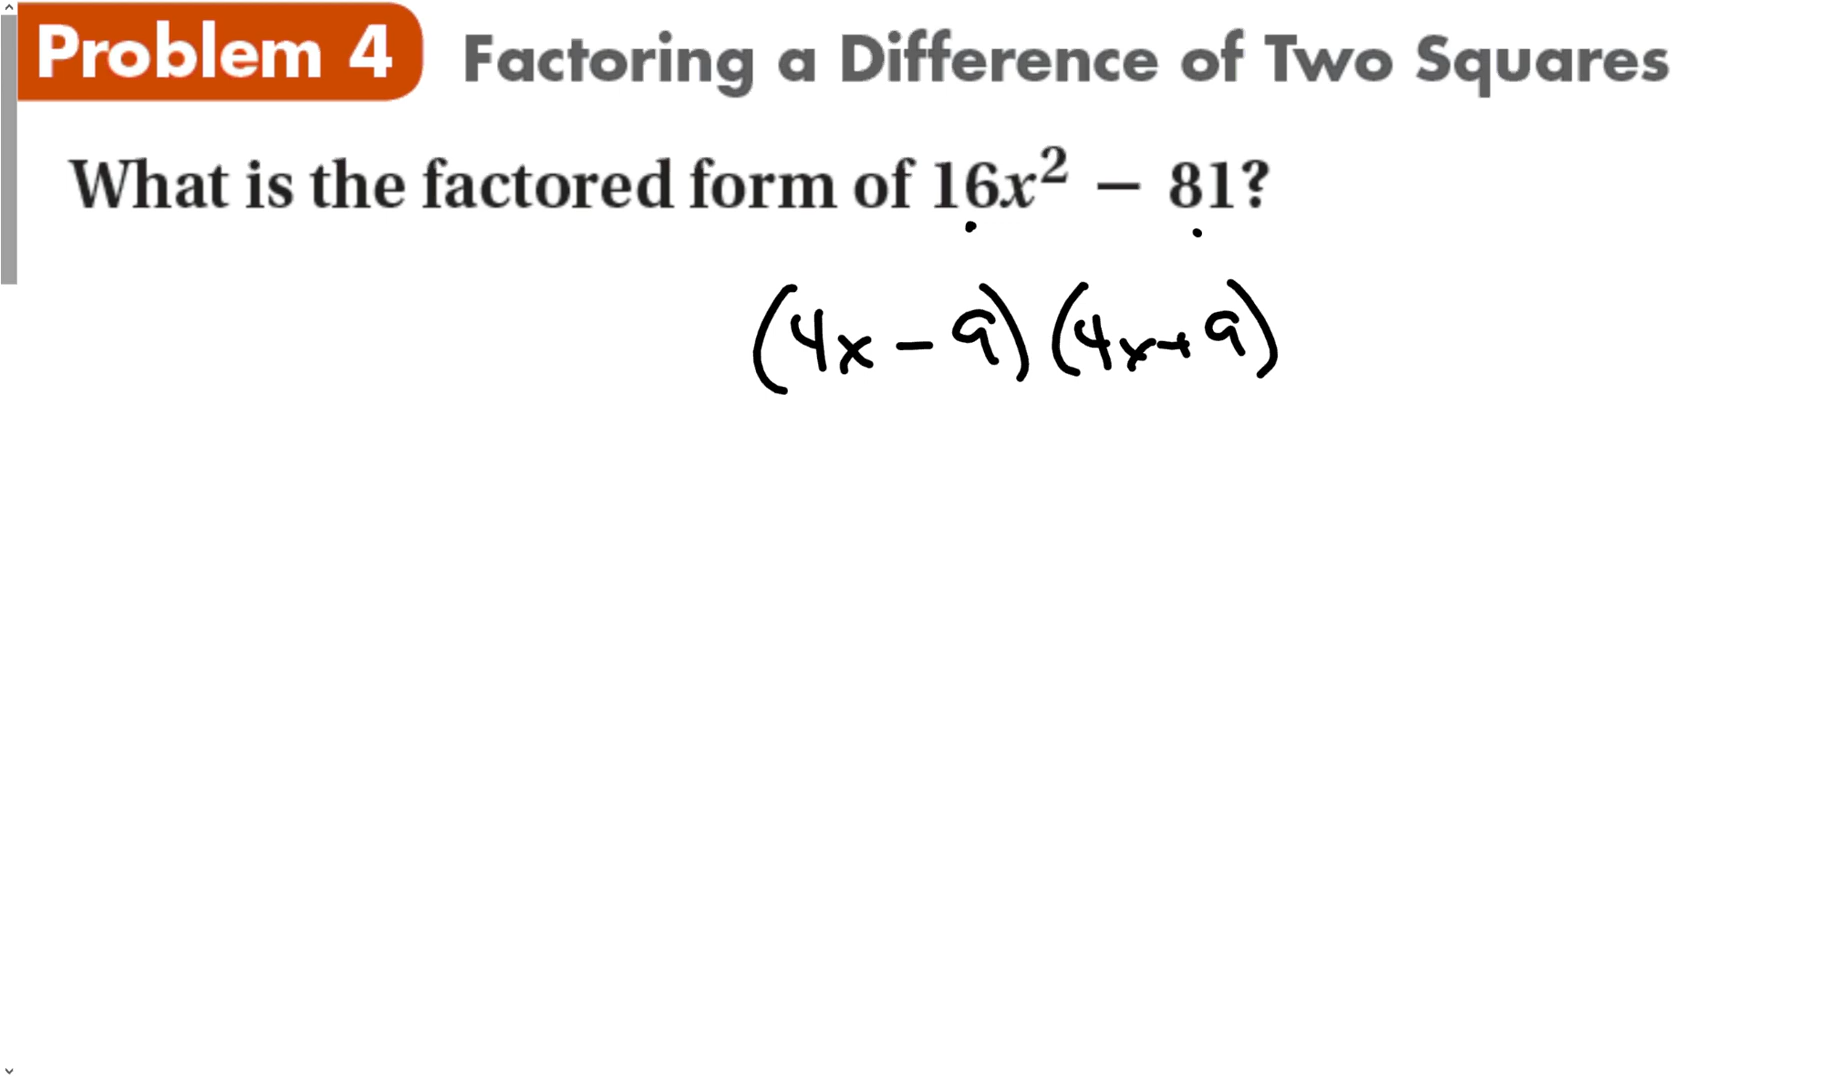 Problem 4 Factoring a Difference of Two Squares
What is the factored form of 16x² − 81?
(4x − 9)(4x + 9)